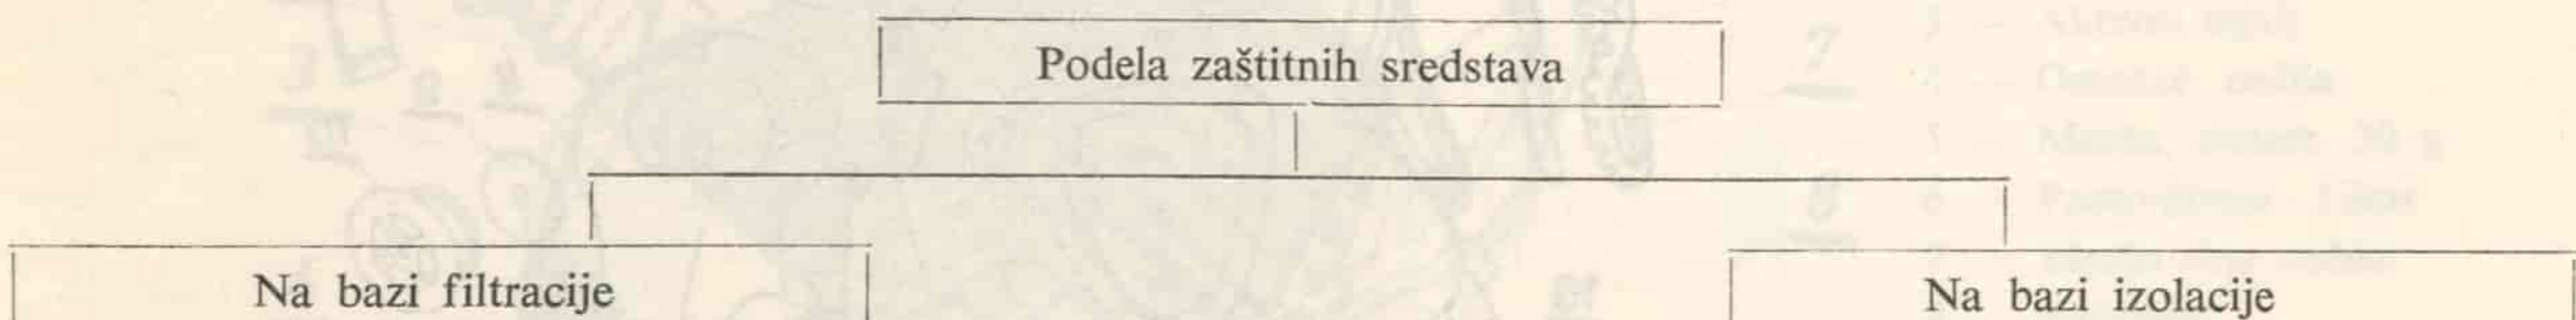 Podela zaštitnih sredstava
Na bazi filtracije
Na bazi izolacije